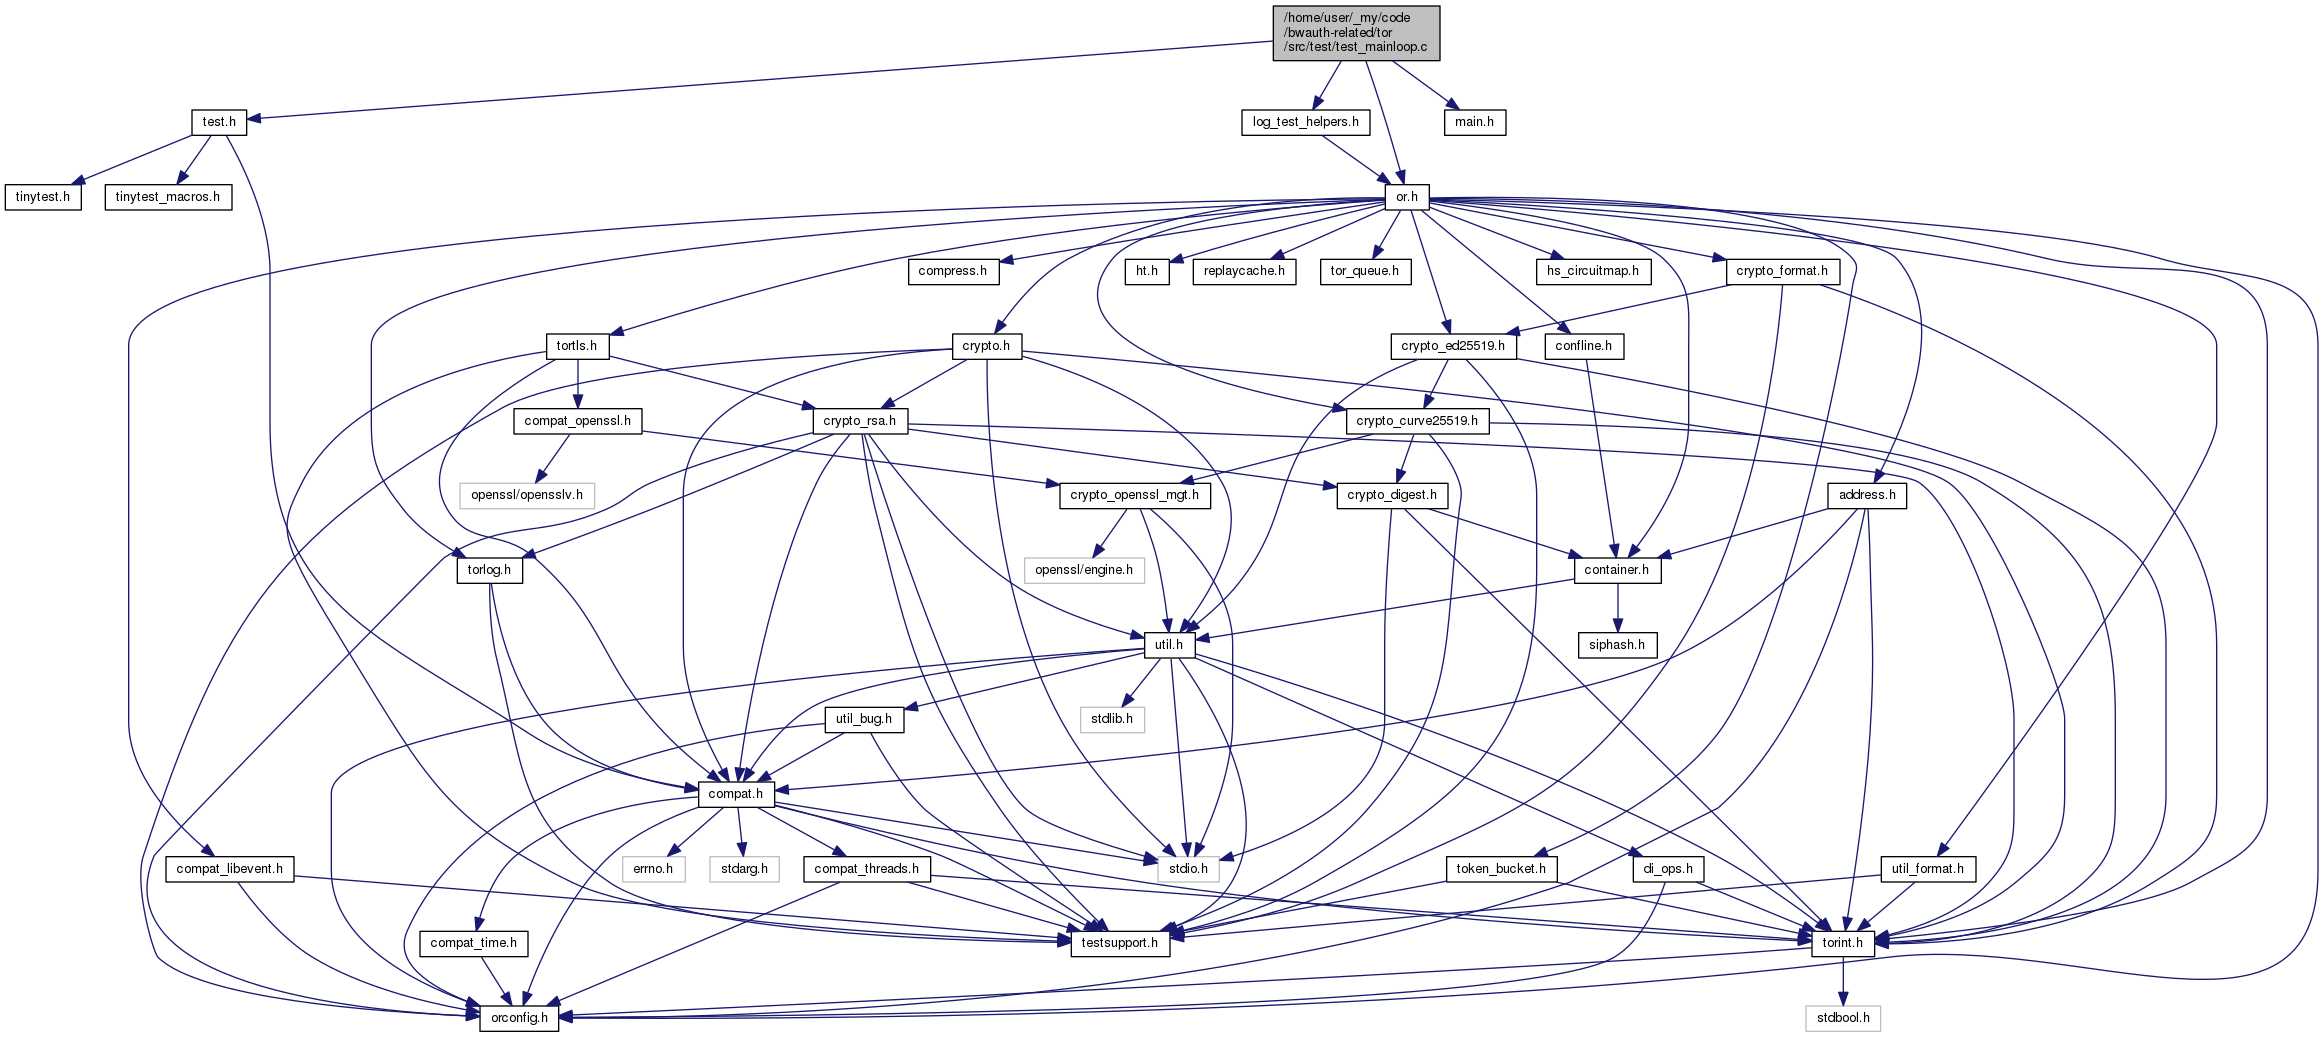 /home/user/_my/code
/bwauth-related/tor
/src/test/test_mainloop.c
test.h
log_test_helpers.h
main.h
tinytest.h
tinytest_macros.h
or.h
compress.h
ht.h
replaycache.h
tor_queue.h
hs_circuitmap.h
crypto_format.h
tortls.h
crypto.h
crypto_ed25519.h
confline.h
compat_openssl.h
crypto_rsa.h
crypto_curve25519.h
openssl/opensslv.h
crypto_openssl_mgt.h
crypto_digest.h
address.h
torlog.h
openssl/engine.h
container.h
util.h
siphash.h
stdlib.h
util_bug.h
compat.h
compat_libevent.h
errno.h
stdarg.h
compat_threads.h
stdio.h
token_bucket.h
di_ops.h
util_format.h
compat_time.h
testsupport.h
torint.h
orconfig.h
stdbool.h